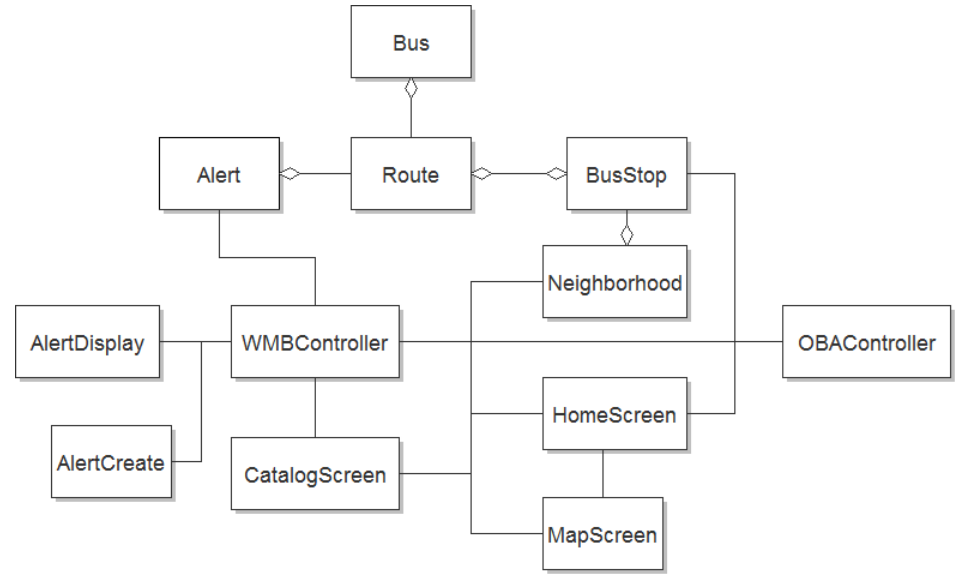 Bus
Alert
Route
BusStop
Neighborhood
AlertDisplay
WMBController
OBAController
HomeScreen
AlertCreate
CatalogScreen
MapScreen